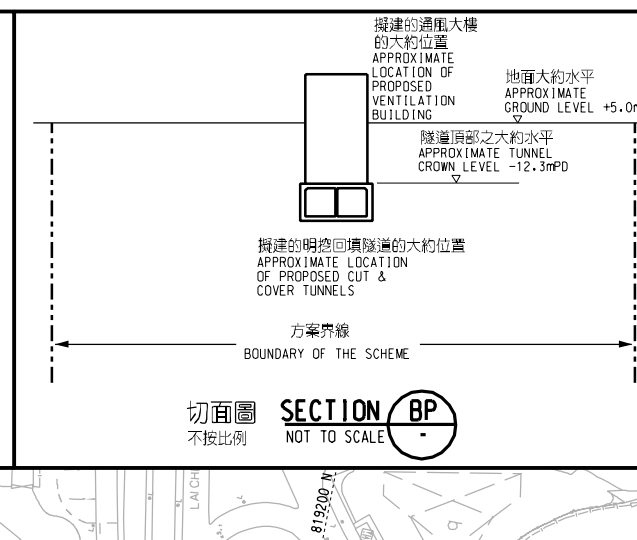 擬建的通風大樓
的大約位置
APPROXIMATE
LOCATION OF
PROPOSED
VENTILATION
BUILDING
地面大約水平
APPROXIMATE
GROUND LEVEL +5.0m
隧道頂部之大約水平
APPROXIMATE TUNNEL
CROWN LEVEL -12.3mPD
擬建的明挖回填隧道的大約位置
APPROXIMATE LOCATION
OF PROPOSED CUT &
COVER TUNNELS
方案界線
BOUNDARY OF THE SCHEME
切面圖 SECTION BP
不按比例 NOT TO SCALE -
LAI CH
819200 N